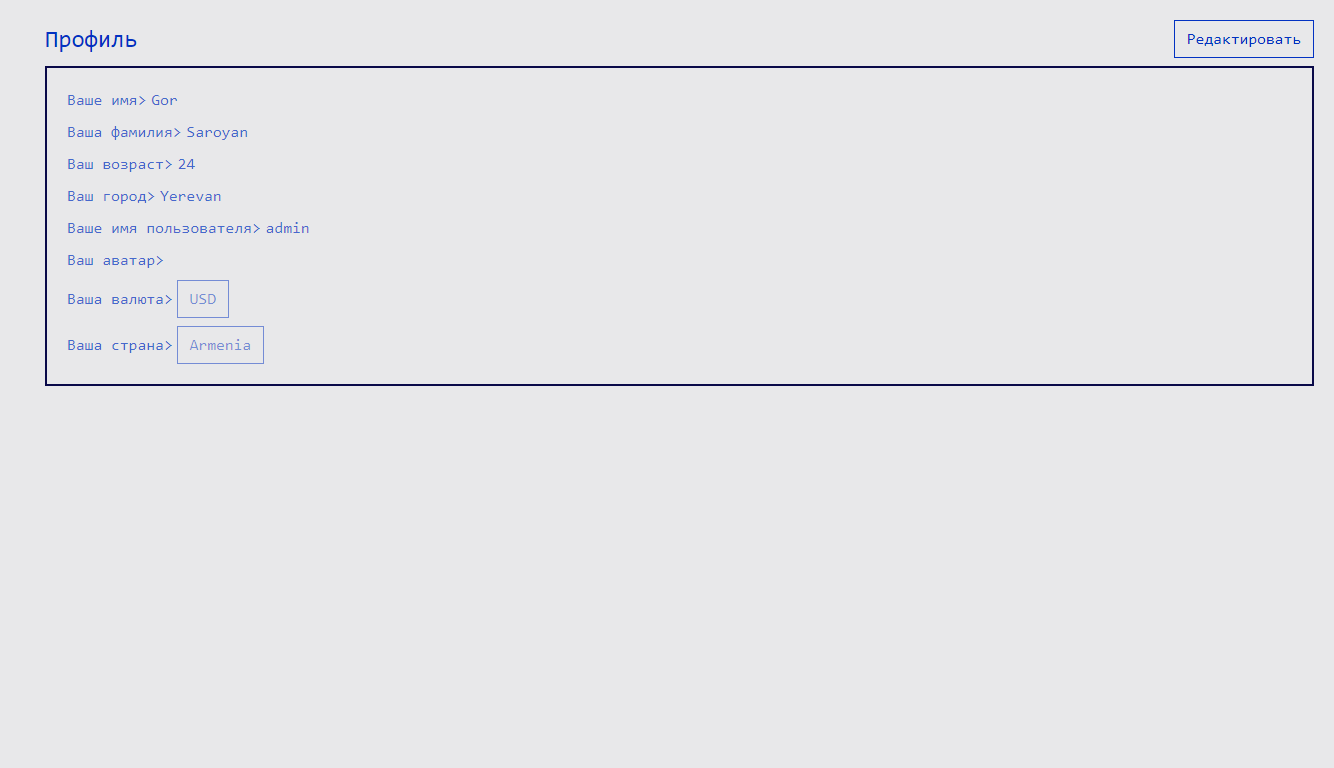 Профиль
Редактировать
Ваше имя> Gor
Ваша фамилия> Saroyan
Ваш возраст> 24
Ваш город> Yerevan
Ваше имя пользователя> admin
Ваш аватар>
Ваша валюта> USD
Ваша страна> Armenia